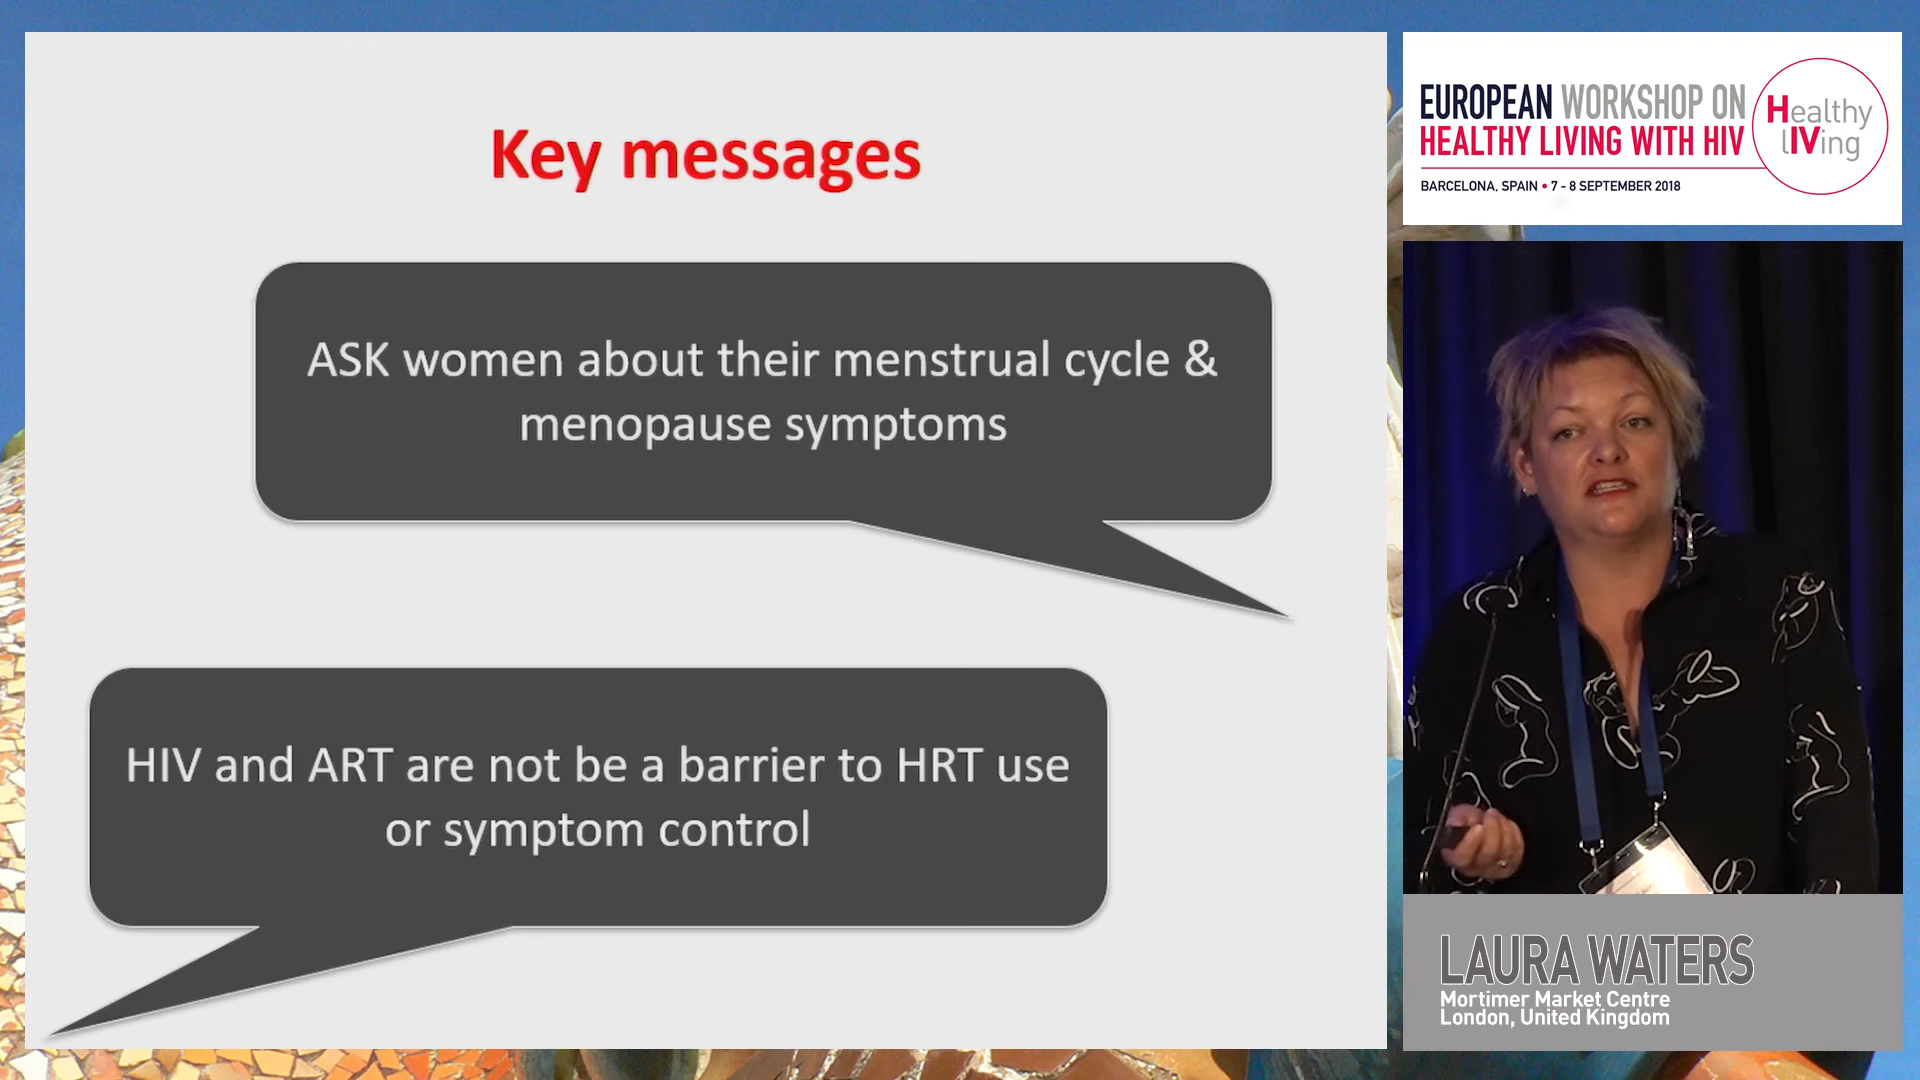 Key messages
ASK women about their menstrual cycle &
menopause symptoms
HIV and ART are not be a barrier to HRT use
or symptom control
EUROPEAN WORKSHOP ON
HEALTHY LIVING WITH HIV
BARCELONA, SPAIN • 7 - 8 SEPTEMBER 2018
Healthy
lIVing
LAURA WATERS
Mortimer Market Centre
London, United Kingdom